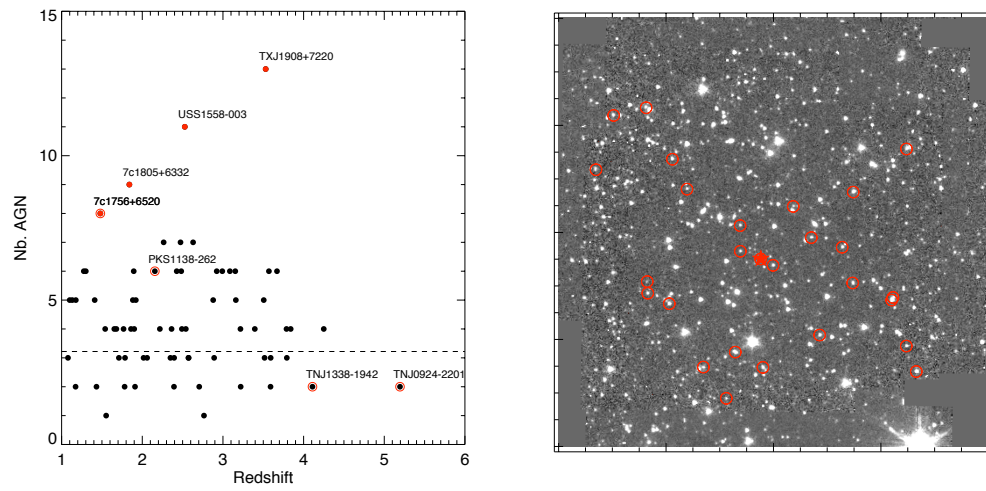 15
TXJ1908+7220
USS1558-003
10
7c1805+6332
7c1756+6520
PKS1138-262
5
TNJ1338-1942
TNJ0924-2201
0
Nb. AGN
1 2 3 4 5 6
Redshift